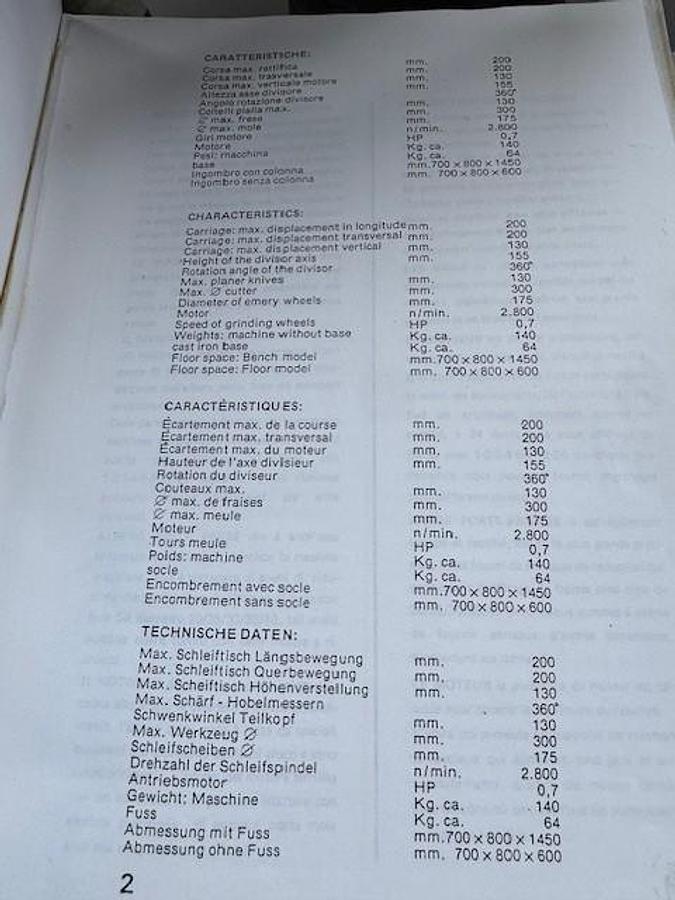 CARATTERISTICHE:
Corsa max. rettifica mm. 200
Corsa max. trasversale mm. 200
Corsa max. verticale motore mm. 130
Altezza asse divisore mm. 155
Angolo rotazione divisore 360°
Coltelli pialla max. mm. 130
∅ max. frese mm. 300
∅ max. mole mm. 175
Giri motore n/min. 2.800
Motore HP 0,7
Pesi: macchina Kg. ca. 140
base Kg. ca. 64
Ingombro con colonna mm. 700 x 800 x 1450
Ingombro senza colonna mm. 700 x 800 x 600
CHARACTERISTICS:
Carriage: max. displacement in longitude mm. 200
Carriage: max. displacement transversal mm. 200
Carriage: max. displacement vertical mm. 130
Height of the divisor axis mm. 155
Rotation angle of the divisor 360°
Max. planer knives mm. 130
Max. ∅ cutter mm. 300
Diameter of emery wheels mm. 175
Motor n/min. 2.800
Speed of grinding wheels HP 0,7
Weights: machine without base Kg. ca. 140
cast iron base Kg. ca. 64
Floor space: Bench model mm. 700 x 800 x 1450
Floor space: Floor model mm. 700 x 800 x 600
CARACTÈRISTIQUES:
Écartement max. de la course mm. 200
Écartement max. transversal mm. 200
Écartement max. du moteur mm. 130
Hauteur de l'axe divisieur mm. 155
Rotation du diviseur 360°
Couteaux max. mm. 130
∅ max. de fraises mm. 300
∅ max. meule mm. 175
Moteur n/min. 2.800
Tours meule HP 0,7
Poids: machine Kg. ca. 140
socle Kg. ca. 64
Encombrement avec socle mm. 700 x 800 x 1450
Encombrement sans socle mm. 700 x 800 x 600
TECHNISCHE DATEN:
Max. Schleiftisch Längsbewegung mm. 200
Max. Schleiftisch Querbewegung mm. 200
Max. Scheiftisch Höhenverstellung mm. 130
Max. Schärf - Hobelmessern 360°
Schwenkwinkel Teilkopf mm. 130
Max. Werkzeug ∅ mm. 300
Schleifscheiben ∅ mm. 175
Drehzahl der Schleifspindel n/min. 2.800
Antriebsmotor HP 0,7
Gewicht: Maschine Kg. ca. 140
Fuss Kg. ca. 64
Abmessung mit Fuss mm. 700 x 800 x 1450
Abmessung ohne Fuss mm. 700 x 800 x 600
2